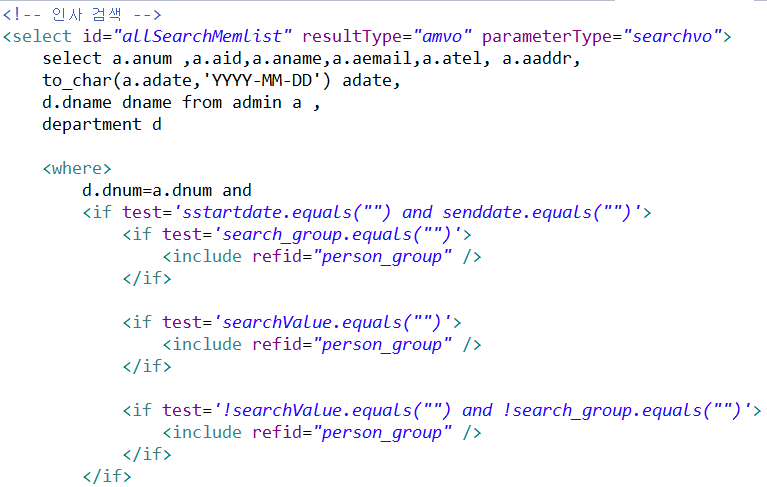 <!-- 인사 검색 -->
<select id="allSearchMemlist" resultType="amvo" parameterType="searchvo">
    select a.anum ,a.aid,a.aname,a.aemail,a.atel, a.aaddr,
    to_char(a.adate,'YYYY-MM-DD') adate,
    d.dname dname from admin a ,
    department d

    <where>
        d.dnum=a.dnum and
        <if test='sstartdate.equals("") and senddate.equals("")'>
            <if test='search_group.equals("")'>
                <include refid="person_group" />
            </if>

            <if test='searchValue.equals("")'>
                <include refid="person_group" />
            </if>

            <if test='!searchValue.equals("") and !search_group.equals("")'>
                <include refid="person_group" />
            </if>
        </if>